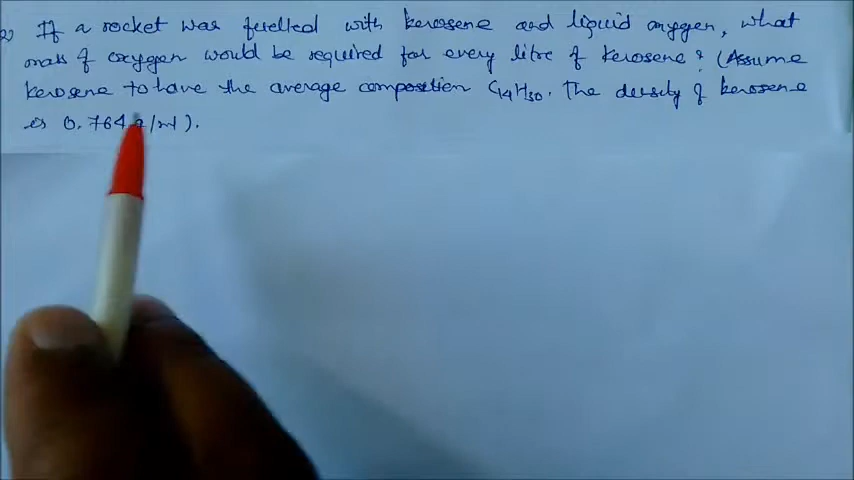 2) If a rocket was fuelled with kerosene and liquid oxygen, what
mass of oxygen would be required for every litre of kerosene? (Assume
kerosene to have the average composition C14H30. The density of kerosene
is 0.764 g/ml).